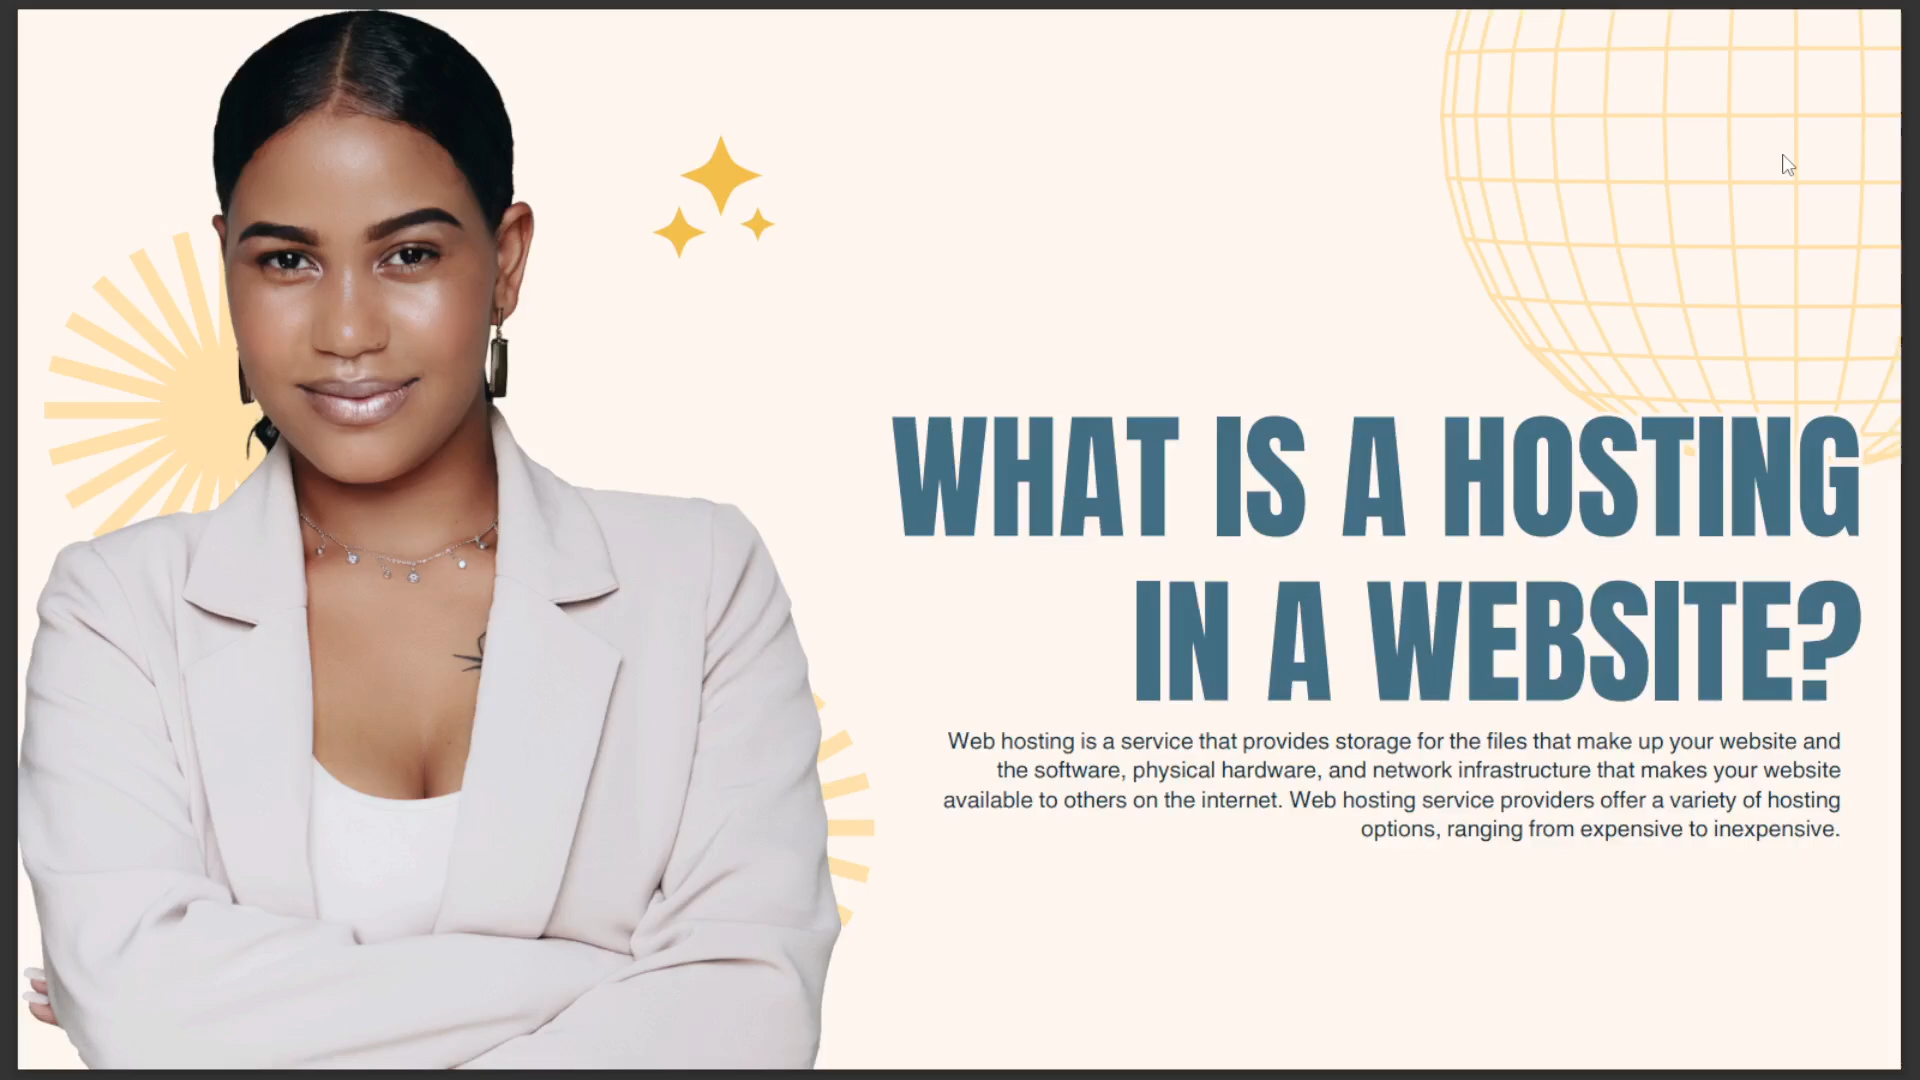 WHAT IS A HOSTING
IN A WEBSITE?
Web hosting is a service that provides storage for the files that make up your website and
the software, physical hardware, and network infrastructure that makes your website
available to others on the internet. Web hosting service providers offer a variety of hosting
options, ranging from expensive to inexpensive.